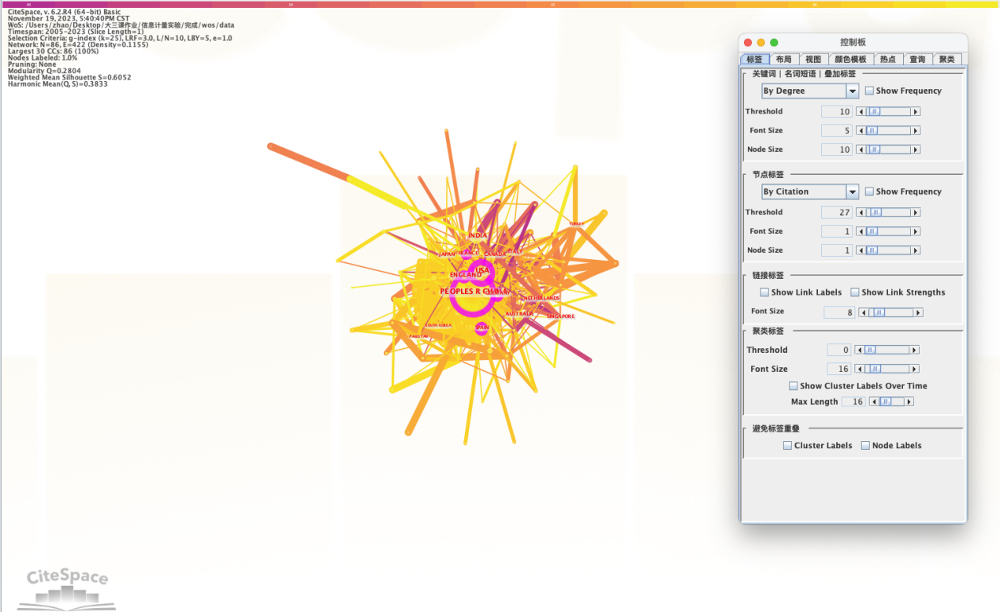 CiteSpace, v. 6.2.R4 (64-bit) Basic
November 19, 2023, 5:40:40PM CST
WoS: /Users/zhao/Desktop/大三课作业/信息计量实验/完成/wos/data
Timespan: 2005-2023 (Slice Length=1)
Selection Criteria: g-index (k=25), LRF=3.0, L/N=10, LBY=5, e=1.0
Network: N=86, E=422 (Density=0.1155)
Largest 30 CCs: 86 (100%)
Nodes Labeled: 1.0%
Pruning: None
Modularity Q=0.2804
Weighted Mean Silhouette S=0.6052
Harmonic Mean(Q, S)=0.3833
TURKEY
INDIA
JAPAN
FRANCE
CANADA
ITALY
USA
ENGLAND
PEOPLES R CHINA
NETHERLANDS
AUSTRALIA
SINGAPORE
SOUTH KOREA
SPAIN
PAKISTAN
CiteSpace
控制板
标签 布局 视图 颜色模板 热点 查询 聚类
关键词 | 名词短语 | 叠加标签
By Degree Show Frequency
Threshold 10
Font Size 5
Node Size 10
节点标签
By Citation Show Frequency
Threshold 27
Font Size 1
Node Size 1
链接标签
Show Link Labels Show Link Strengths
Font Size 8
聚类标签
Threshold 0
Font Size 16
Show Cluster Labels Over Time
Max Length 16
避免标签重叠
Cluster Labels Node Labels